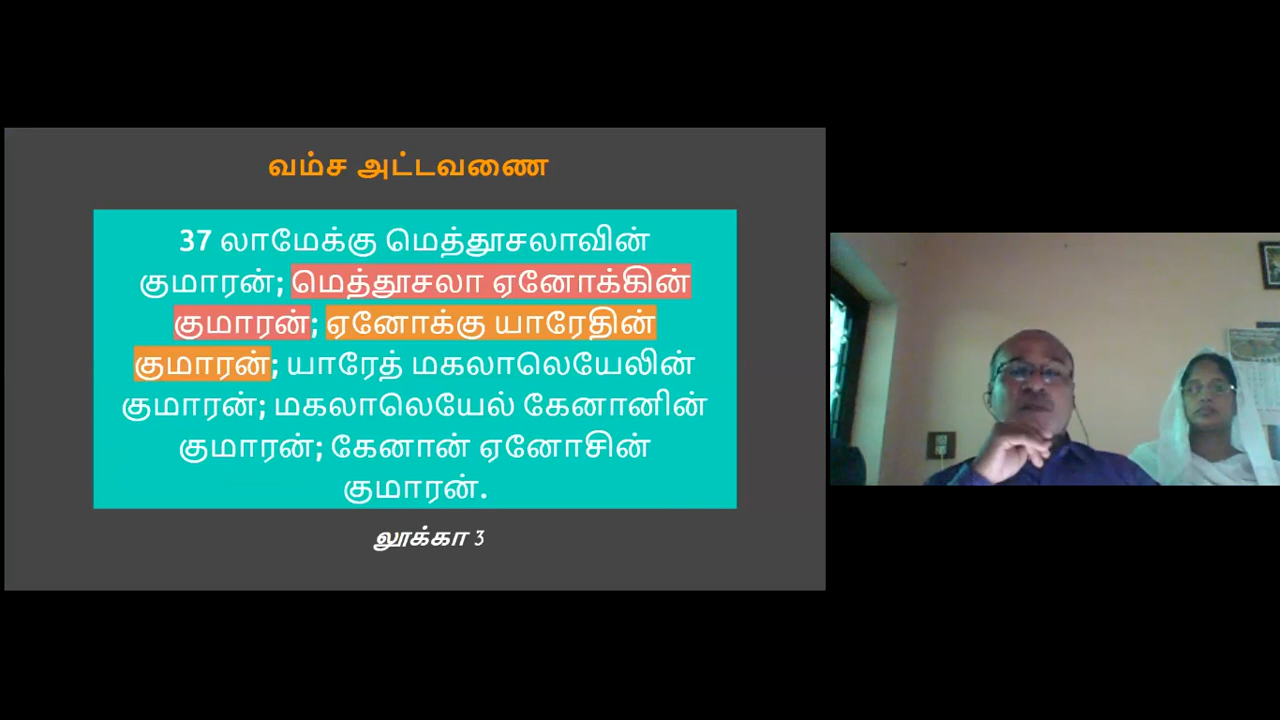 வம்ச அட்டவணை
37 லாமேக்கு மெத்தூசலாவின்
குமாரன்; மெத்தூசலா ஏனோக்கின்
குமாரன்; ஏனோக்கு யாரேதின்
குமாரன்; யாரேத் மகலாலெயேலின்
குமாரன்; மகலாலெயேல் கேனானின்
குமாரன்; கேனான் ஏனோசின்
குமாரன்.
லூக்கா 3